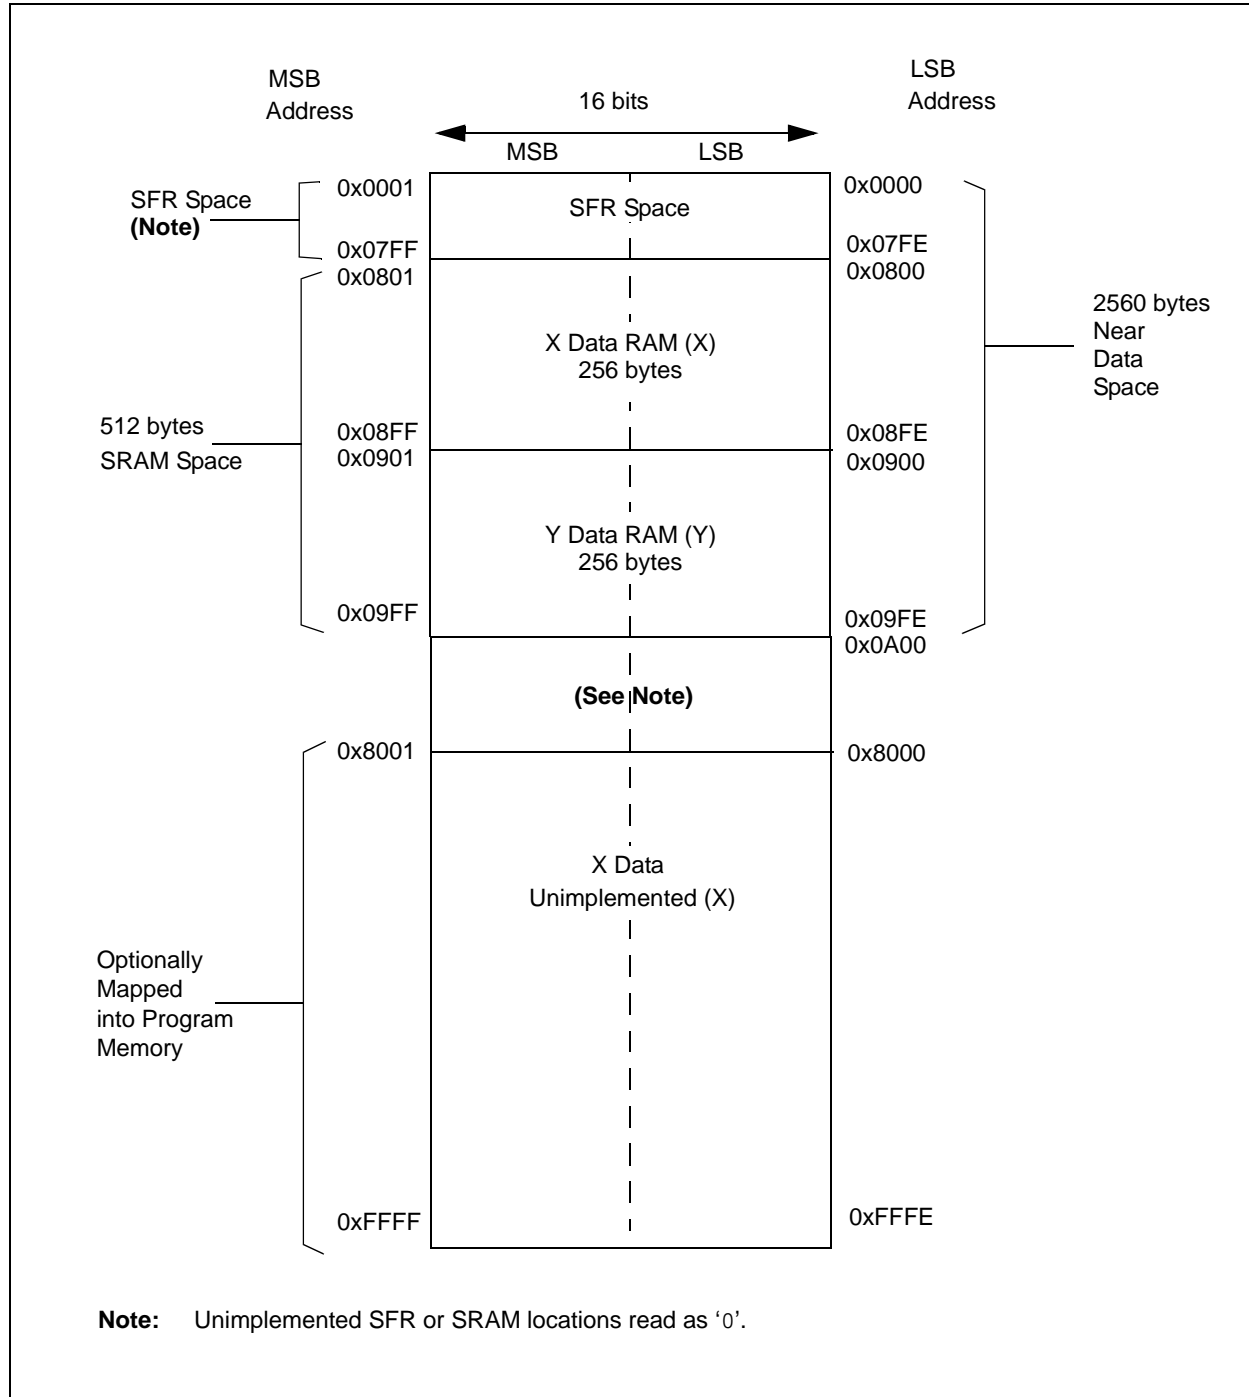 MSB
Address
LSB
Address
16 bits
MSB LSB
SFR Space
(Note)
0x0001
SFR Space
0x0000
0x07FF
0x0801
0x07FE
0x0800
2560 bytes
Near
Data
Space
X Data RAM (X)
256 bytes
512 bytes
SRAM Space
0x08FF
0x0901
0x08FE
0x0900
Y Data RAM (Y)
256 bytes
0x09FF
0x09FE
0x0A00
(See Note)
0x8001
0x8000
X Data
Unimplemented (X)
Optionally
Mapped
into Program
Memory
0xFFFF
0xFFFE
Note: Unimplemented SFR or SRAM locations read as ‘0’.